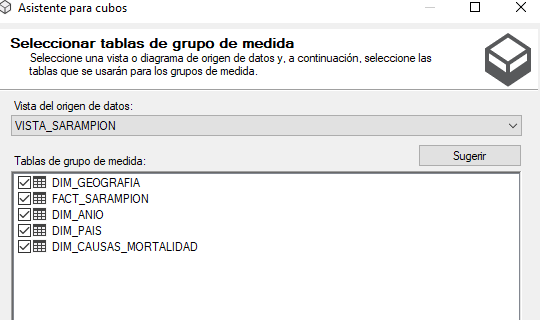 Asistente para cubos
Seleccionar tablas de grupo de medida
Seleccione una vista o diagrama de origen de datos y, a continuación, seleccione las
tablas que se usarán para los grupos de medida.
Vista del origen de datos:
VISTA_SARAMPION
Tablas de grupo de medida:
Sugerir
DIM_GEOGRAFIA
FACT_SARAMPION
DIM_ANIO
DIM_PAIS
DIM_CAUSAS_MORTALIDAD